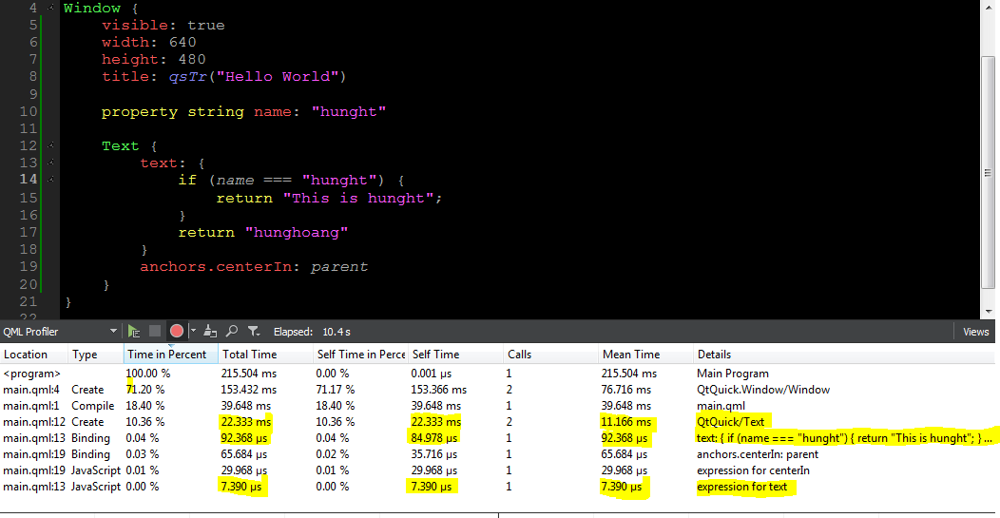 4 Window {
5 visible: true
6 width: 640
7 height: 480
8 title: qsTr("Hello World")
9
10 property string name: "hunght"
11
12 Text {
13 text: {
14 if (name === "hunght") {
15 return "This is hunght";
16 }
17 return "hunghoang"
18 }
19 anchors.centerIn: parent
20 }
21 }
22
QML Profiler Elapsed: 10.4 s Views
Location Type Time in Percent Total Time Self Time in Perce Self Time Calls Mean Time Details
<program> 100.00 % 215.504 ms 0.00 % 0.001 µs 1 215.504 ms Main Program
main.qml:4 Create 71.20 % 153.432 ms 71.17 % 153.366 ms 2 76.716 ms QtQuick.Window/Window
main.qml:1 Compile 18.40 % 39.648 ms 18.40 % 39.648 ms 1 39.648 ms main.qml
main.qml:12 Create 10.36 % 22.333 ms 10.36 % 22.333 ms 2 11.166 ms QtQuick/Text
main.qml:13 Binding 0.04 % 92.368 µs 0.04 % 84.978 µs 1 92.368 µs text: { if (name === "hunght") { return "This is hunght"; } ...
main.qml:19 Binding 0.03 % 65.684 µs 0.02 % 35.716 µs 1 65.684 µs anchors.centerIn: parent
main.qml:19 JavaScript 0.01 % 29.968 µs 0.01 % 29.968 µs 1 29.968 µs expression for centerIn
main.qml:13 JavaScript 0.00 % 7.390 µs 0.00 % 7.390 µs 1 7.390 µs expression for text